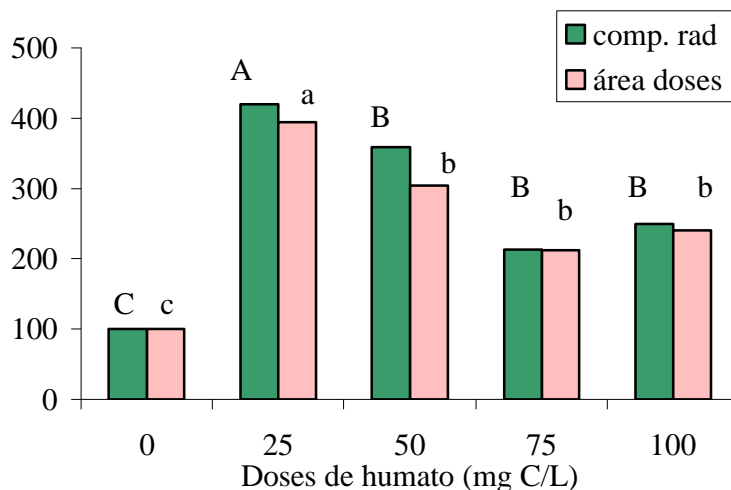 comp. rad
área doses
500
400
300
200
100
0
A
a
B
b
B
b
B
b
C
c
0 25 50 75 100
Doses de humato (mg C/L)